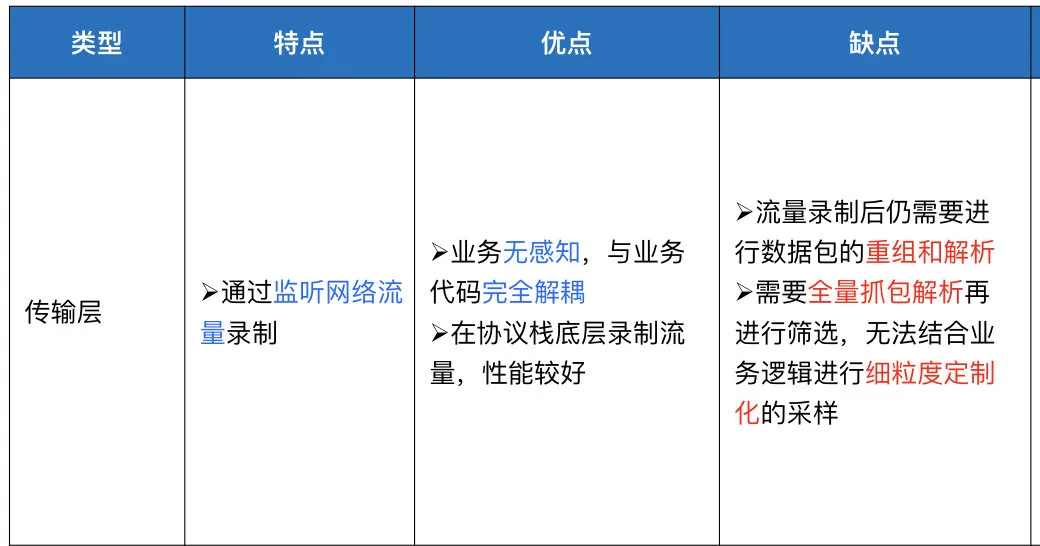 类型
特点
优点
缺点
传输层
➢通过监听网络流
量录制
➢业务无感知，与业务
代码完全解耦
➢在协议栈底层录制流
量，性能较好
➢流量录制后仍需要进
行数据包的重组和解析
➢需要全量抓包解析再
进行筛选，无法结合业
务逻辑进行细粒度定制
化的采样